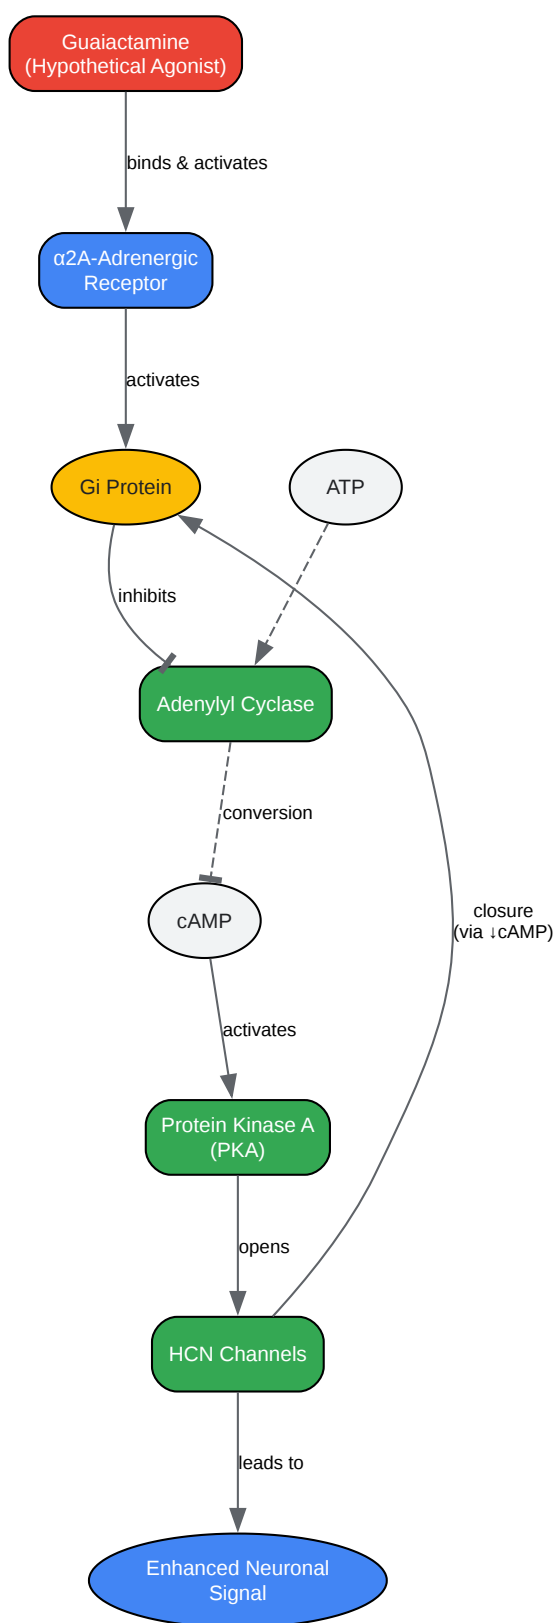 Guaiactamine
(Hypothetical Agonist)
binds & activates
α2A-Adrenergic
Receptor
activates
Gi Protein
ATP
inhibits
Adenylyl Cyclase
conversion
cAMP
closure
(via ↓cAMP)
activates
Protein Kinase A
(PKA)
opens
HCN Channels
leads to
Enhanced Neuronal
Signal